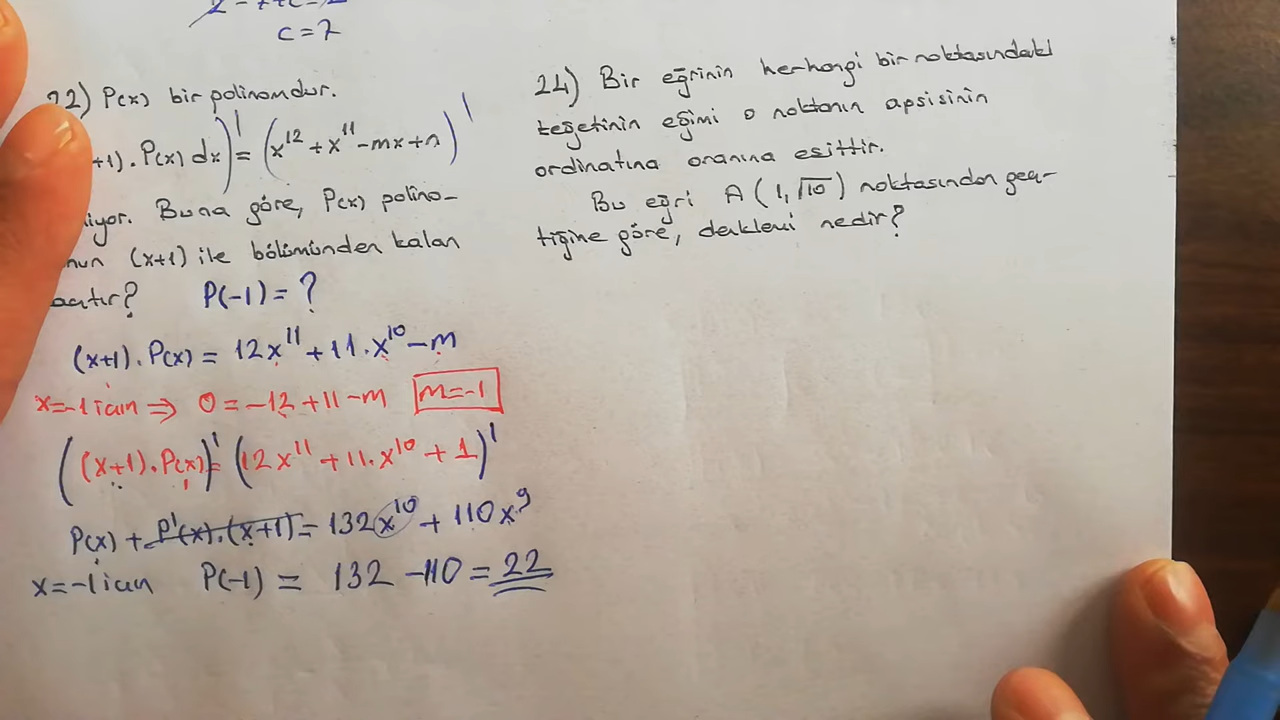 c=7
22) P(x) bir polinomdur.
+1). P(x) dx)' = (x¹² + x¹¹ - mx + n)'
liyor. Buna göre, P(x) polino-
nun (x+1) ile bölümünden kalan
açtır? P(-1) = ?
(x+1). P(x) = 12x¹¹ + 11.x¹⁰ - m
x=-1 için ⇒ 0 = -12 + 11 - m m=-1
((x+1). P(x))' = (12x¹¹ + 11.x¹⁰ + 1)'
P(x) + P'(x).(x+1) = 132x¹⁰ + 110x⁹
x=-1 için P(-1) = 132 - 110 = 22
24) Bir eğrinin herhangi bir noktasındaki
teğetinin eğimi o noktanın apsisinin
ordinatına oranına eşittir.
Bu eğri A(1, √10) noktasından geç-
tiğine göre, denklemi nedir?